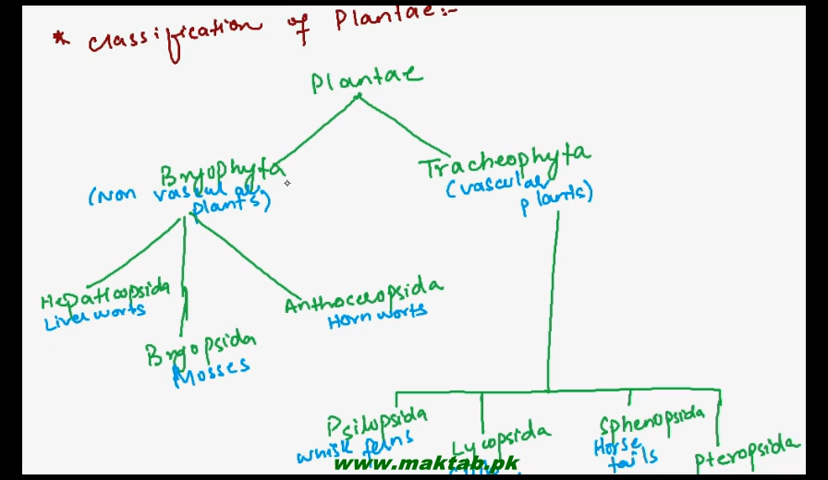 * Classification of Plantae:-
Plantae
Bryophyta
(Non vascular
plants)
Tracheophyta
(vascular
plants)
Hepaticopsida
Liver worts
Bryopsida
Mosses
Anthoceropsida
Horn worts
Psilopsida
whisk ferns
Lycopsida
Sphenopsida
Horse
tails
Pteropsida
www.maktab.pk